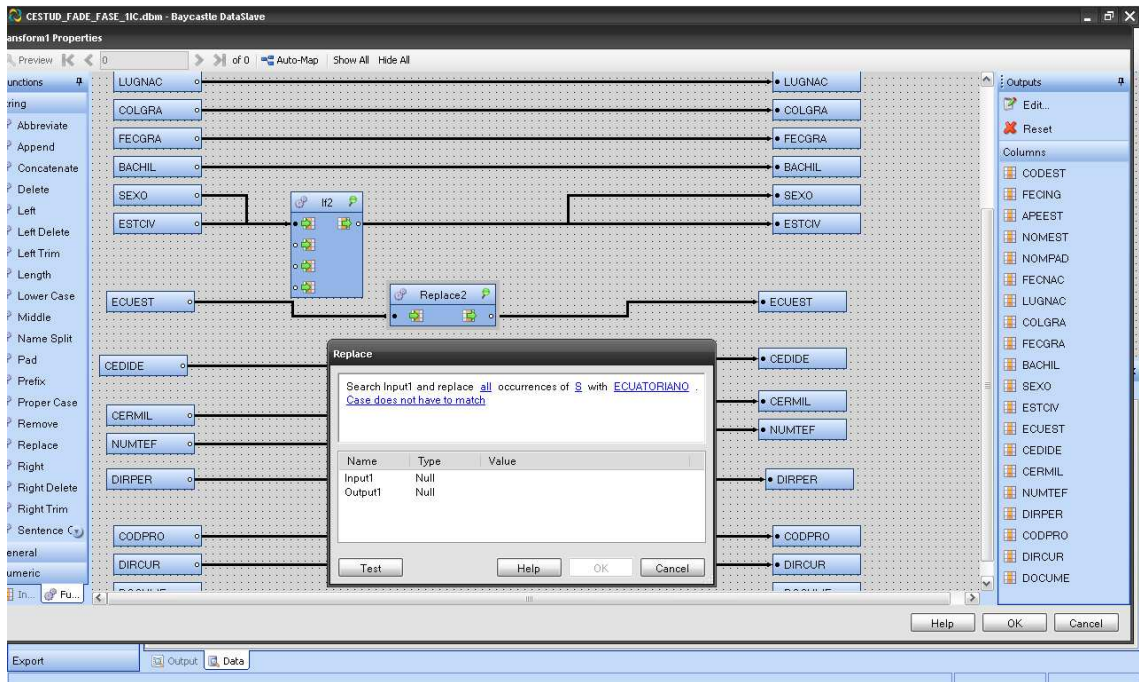 CESTUD_FADE_FASE_1IC.dbm - Baycastle DataSlave
ansform1 Properties
Preview 0 of 0 Auto-Map Show All Hide All
unctions
ring
Abbreviate
Append
Concatenate
Delete
Left
Left Delete
Left Trim
Length
Lower Case
Middle
Name Split
Pad
Prefix
Proper Case
Remove
Replace
Right
Right Delete
Right Trim
Sentence C
eneral
umeric
In... Fu...
LUGNAC LUGNAC
COLGRA COLGRA
FECGRA FECGRA
BACHIL BACHIL
SEXO SEXO
If2
ESTCIV ESTCIV
Replace2
ECUEST ECUEST
CEDIDE CEDIDE
CERMIL CERMIL
NUMTEF NUMTEF
DIRPER DIRPER
CODPRO CODPRO
DIRCUR DIRCUR
Replace
Search Input1 and replace all occurrences of S with ECUATORIANO .
Case does not have to match
Name Type Value
Input1 Null
Output1 Null
Test Help OK Cancel
Outputs
Edit...
Reset
Columns
CODEST
FECING
APEEST
NOMEST
NOMPAD
FECNAC
LUGNAC
COLGRA
FECGRA
BACHIL
SEXO
ESTCIV
ECUEST
CEDIDE
CERMIL
NUMTEF
DIRPER
CODPRO
DIRCUR
DOCUME
Help OK Cancel
Export Output Data